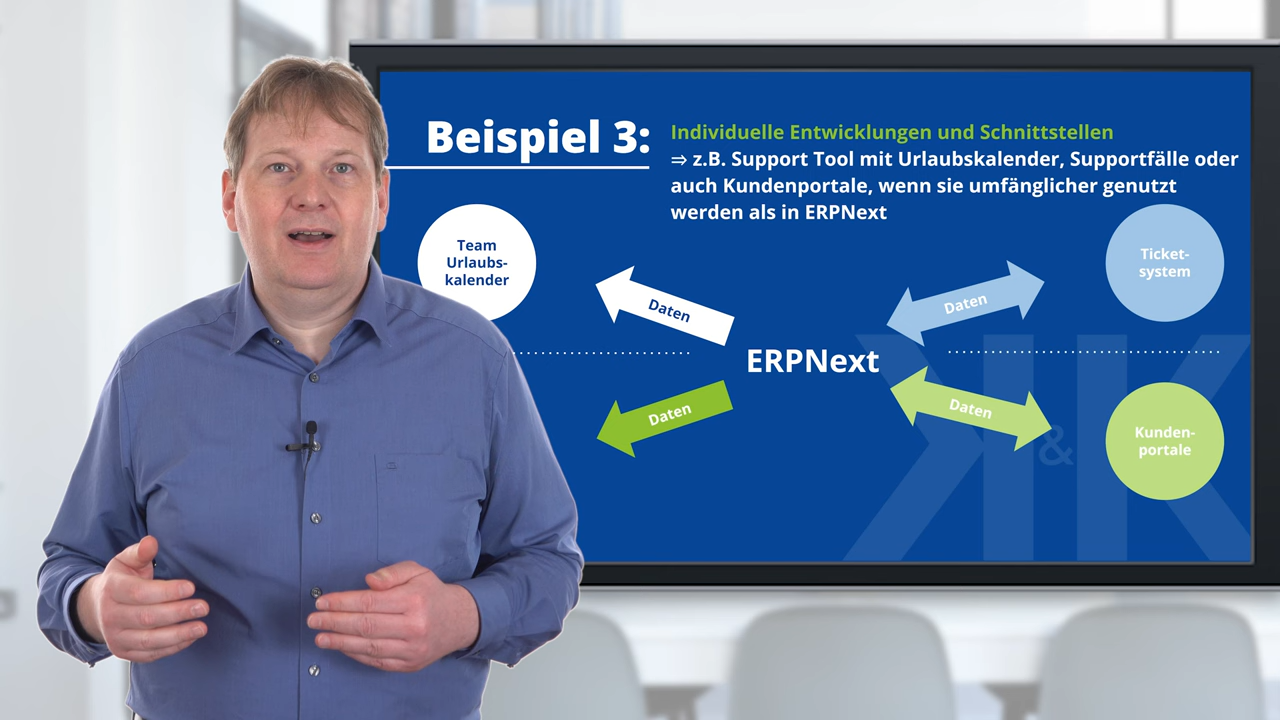 Beispiel 3:
Individuelle Entwicklungen und Schnittstellen
⇒ z.B. Support Tool mit Urlaubskalender, Supportfälle oder
auch Kundenportale, wenn sie umfänglicher genutzt
werden als in ERPNext
Team
Urlaubs-
kalender
Daten
Daten
Ticket-
system
ERPNext
Daten
Daten
Kunden-
portale
K&K